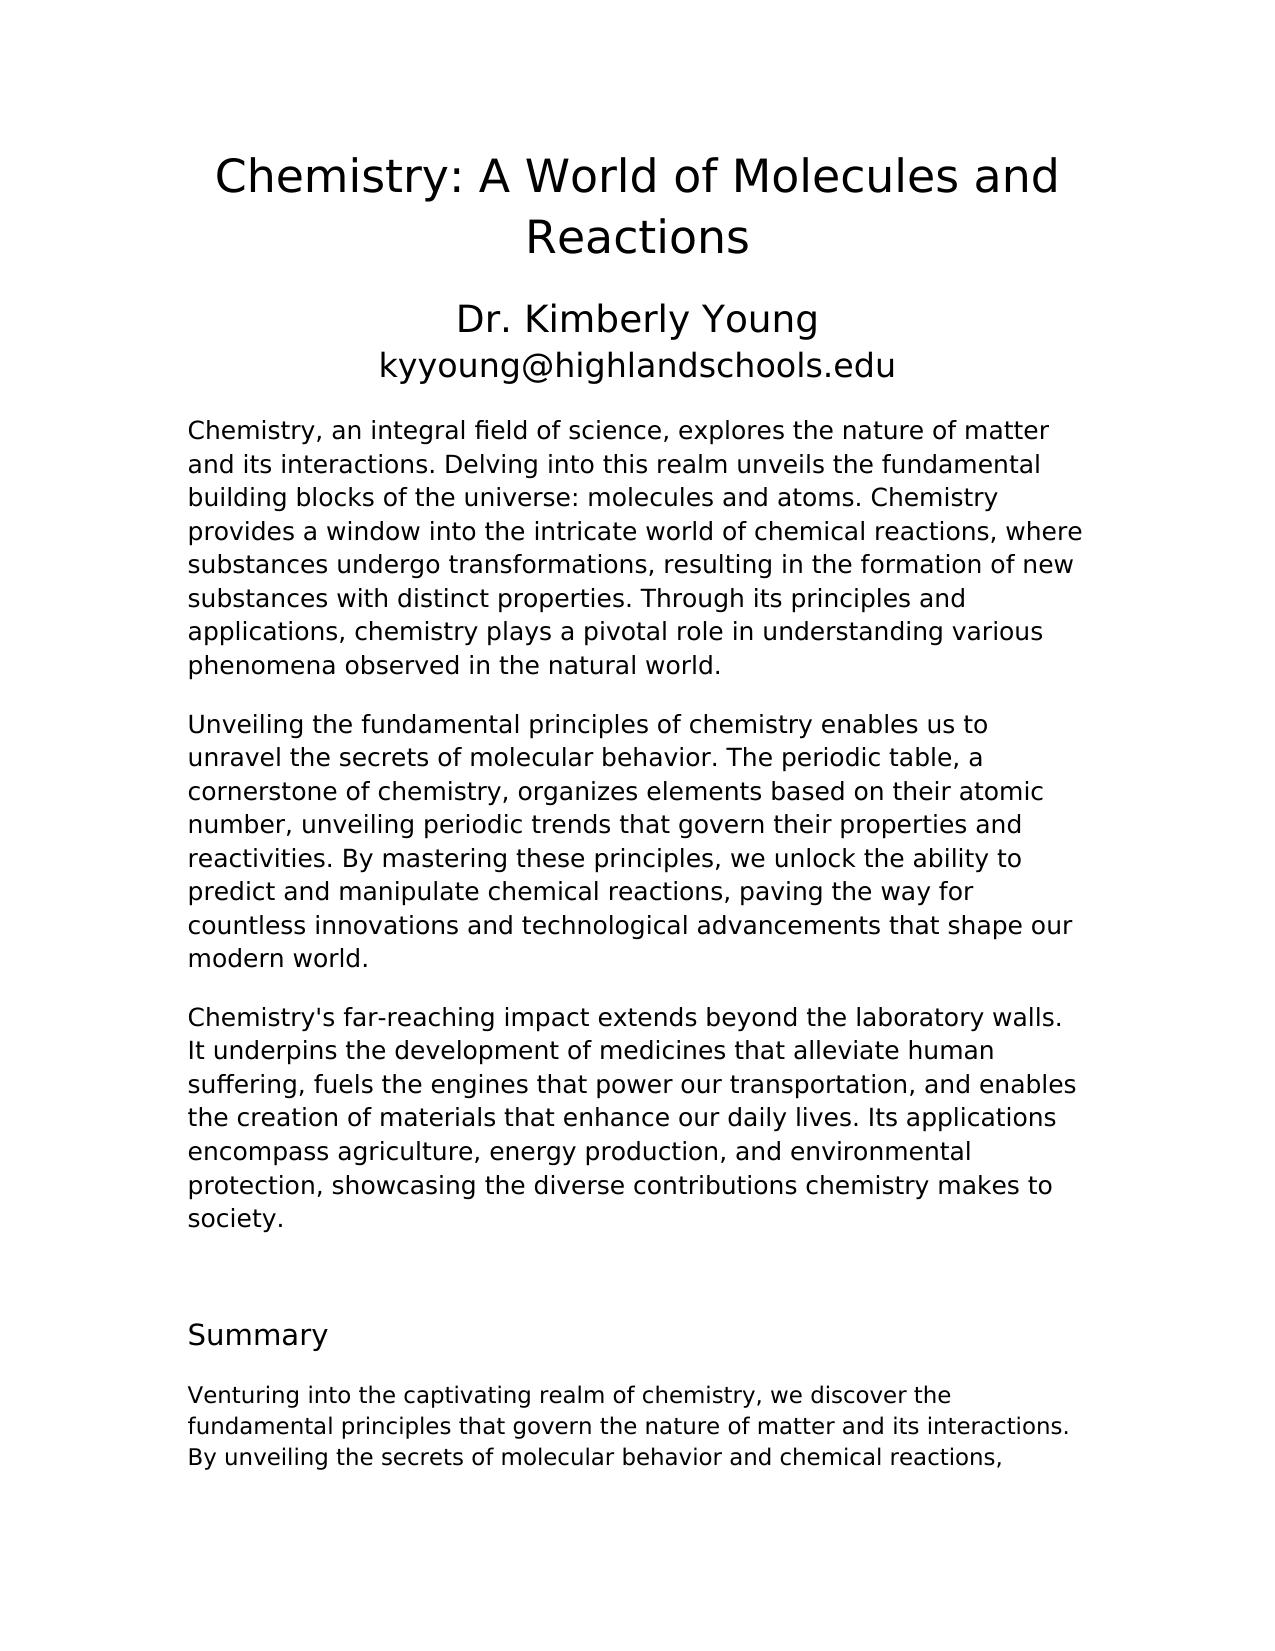 Chemistry: A World of Molecules and
Reactions
Dr. Kimberly Young
kyyoung@highlandschools.edu
Chemistry, an integral field of science, explores the nature of matter
and its interactions. Delving into this realm unveils the fundamental
building blocks of the universe: molecules and atoms. Chemistry
provides a window into the intricate world of chemical reactions, where
substances undergo transformations, resulting in the formation of new
substances with distinct properties. Through its principles and
applications, chemistry plays a pivotal role in understanding various
phenomena observed in the natural world.
Unveiling the fundamental principles of chemistry enables us to
unravel the secrets of molecular behavior. The periodic table, a
cornerstone of chemistry, organizes elements based on their atomic
number, unveiling periodic trends that govern their properties and
reactivities. By mastering these principles, we unlock the ability to
predict and manipulate chemical reactions, paving the way for
countless innovations and technological advancements that shape our
modern world.
Chemistry's far-reaching impact extends beyond the laboratory walls.
It underpins the development of medicines that alleviate human
suffering, fuels the engines that power our transportation, and enables
the creation of materials that enhance our daily lives. Its applications
encompass agriculture, energy production, and environmental
protection, showcasing the diverse contributions chemistry makes to
society.
Summary
Venturing into the captivating realm of chemistry, we discover the
fundamental principles that govern the nature of matter and its interactions.
By unveiling the secrets of molecular behavior and chemical reactions,